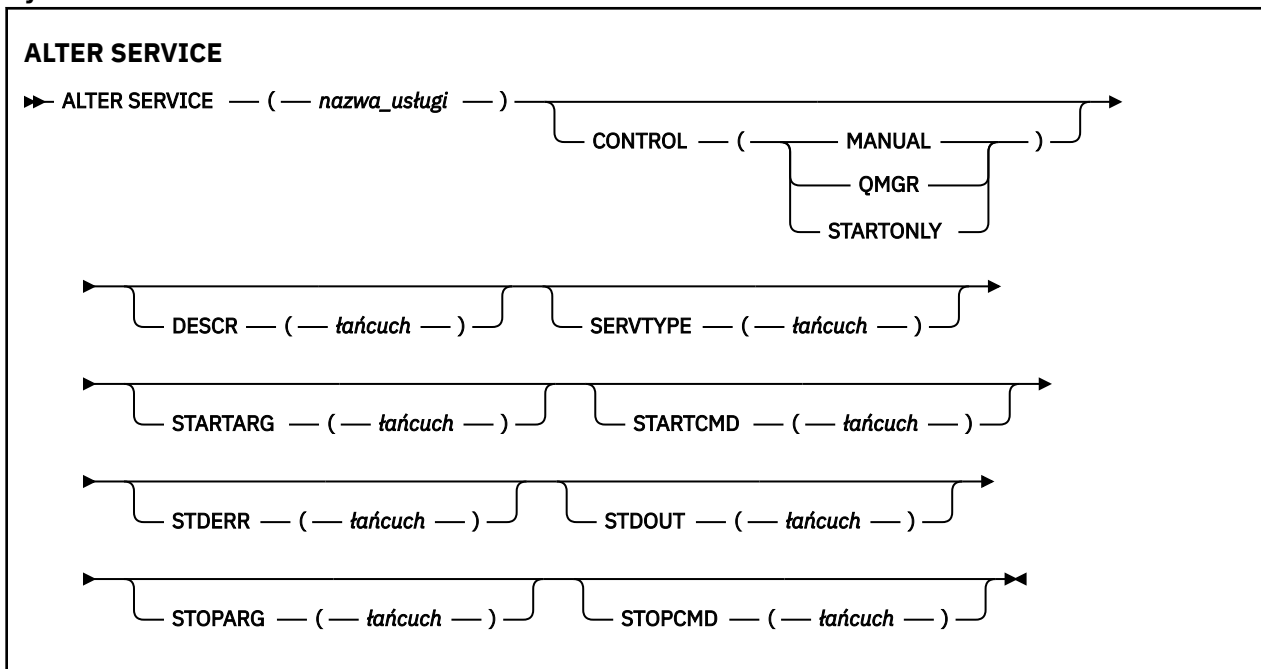 ALTER SERVICE
ALTER SERVICE ( nazwa_usługi )
CONTROL ( MANUAL )
QMGR
STARTONLY
DESCR ( łańcuch ) SERVTYPE ( łańcuch )
STARTARG ( łańcuch ) STARTCMD ( łańcuch )
STDERR ( łańcuch ) STDOUT ( łańcuch )
STOPARG ( łańcuch ) STOPCMD ( łańcuch )